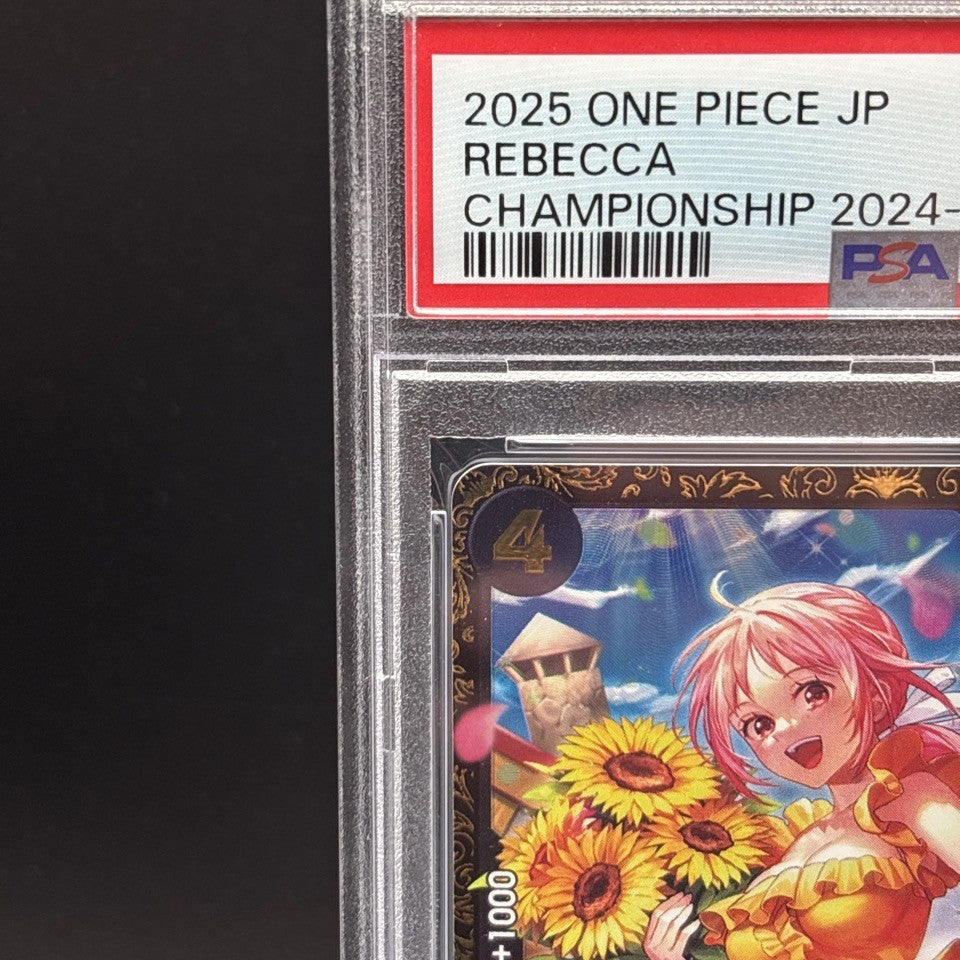 2025 ONE PIECE JP
REBECCA
CHAMPIONSHIP 2024-
PSA
4
+1000